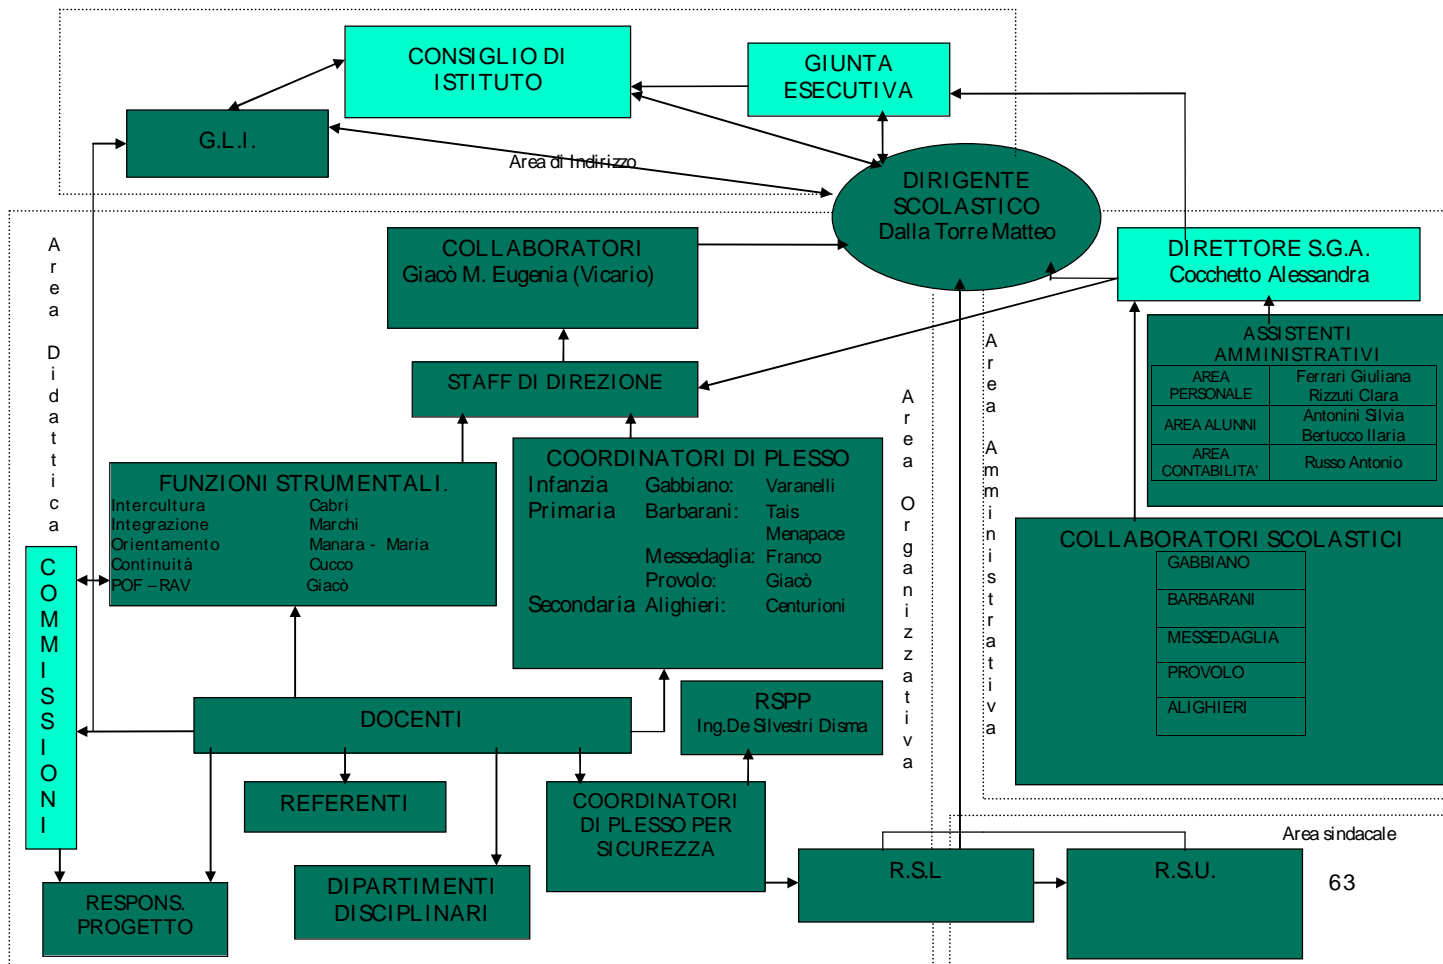 CONSIGLIO DI
ISTITUTO
GIUNTA
ESECUTIVA
G.L.I.
Area di Indirizzo
DIRIGENTE
SCOLASTICO
Dalla Torre Matteo
Area Didattica
COLLABORATORI
Giacò M. Eugenia (Vicario)
DIRETTORE S.G.A.
Cocchetto Alessandra
STAFF DI DIREZIONE
Area Organizzativa
Area Amministrativa
ASSISTENTI
AMMINISTRATIVI
AREA PERSONALE Ferrari Giuliana
Rizzuti Clara
AREA ALUNNI Antonini Silvia
Bertucco Ilaria
AREA CONTABILITA' Russo Antonio
FUNZIONI STRUMENTALI.
Intercultura Cabri
Integrazione Marchi
Orientamento Manara - Maria
Continuità Cucco
POF – RAV Giacò
COORDINATORI DI PLESSO
Infanzia Gabbiano: Varanelli
Primaria Barbarani: Tais
Menapace
Messedaglia: Franco
Provolo: Giacò
Secondaria Alighieri: Centurioni
COLLABORATORI SCOLASTICI
GABBIANO
BARBARANI
MESSEDAGLIA
PROVOLO
ALIGHIERI
COMMISSIONI
DOCENTI
RSPP
Ing.De Silvestri Disma
REFERENTI
COORDINATORI
DI PLESSO PER
SICUREZZA
DIPARTIMENTI
DISCIPLINARI
RESPONS.
PROGETTO
R.S.L
R.S.U.
Area sindacale
63